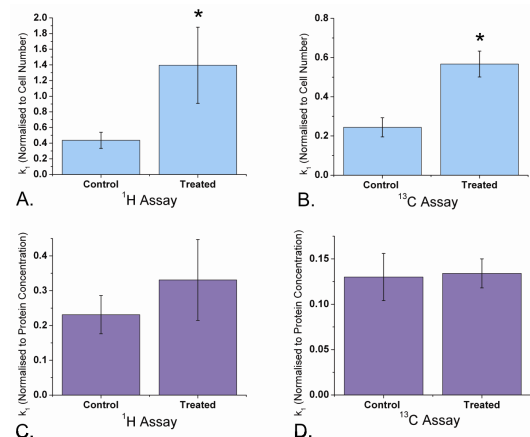 *
2.0
1.8
1.6
1.4
1.2
1.0
0.8
0.6
0.4
0.2
0.0
k₁ (Normalised to Cell Number)
Control Treated
A. ¹H Assay
*
0.8
0.6
0.4
0.2
0.0
k₁ (Normalised to Cell Number)
Control Treated
B. ¹³C Assay
0.4
0.3
0.2
0.1
0.0
k₁ (Normalised to Protein Concentration)
Control Treated
C. ¹H Assay
0.15
0.10
0.05
0.00
k₁ (Normalised to Protein Concentration)
Control Treated
D. ¹³C Assay